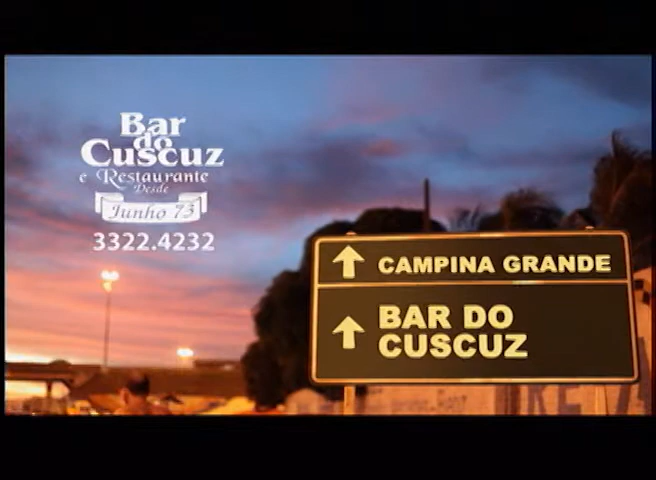 Bar
do
Cuscuz
e Restaurante
Desde
Junho 73
3322.4232
CAMPINA GRANDE
BAR DO
CUSCUZ